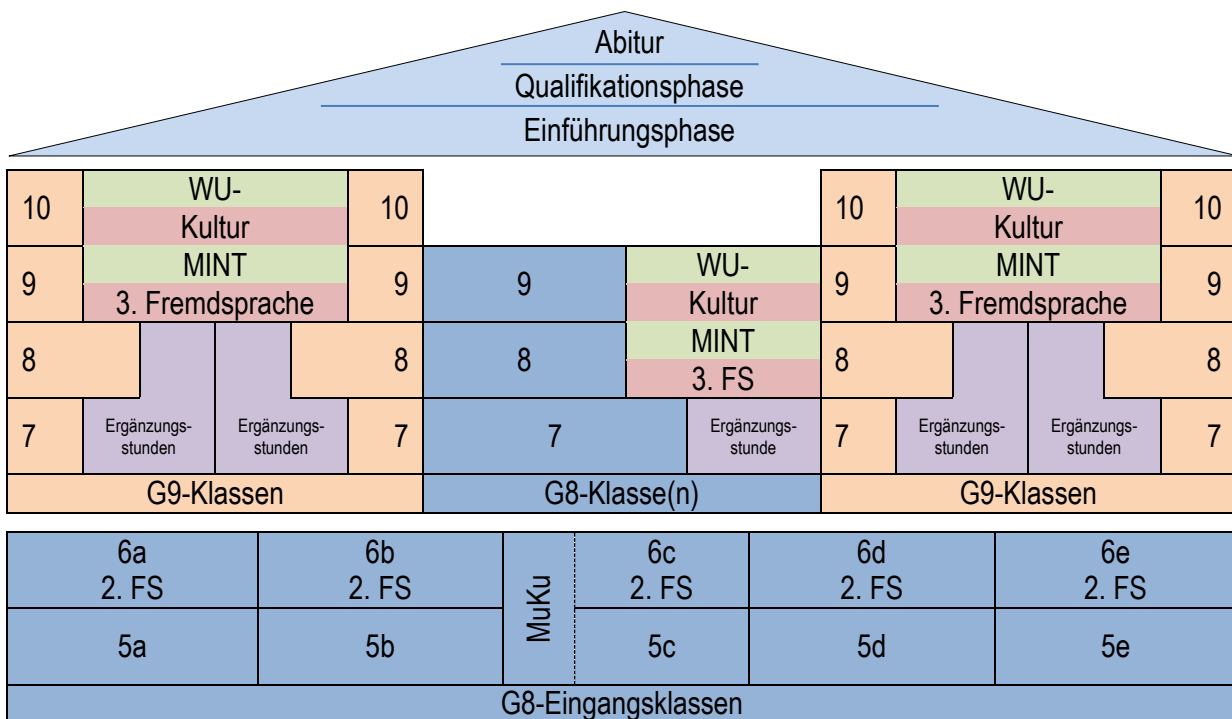 Abitur
Qualifikationsphase
Einführungsphase
10
WU-
Kultur
10
10
WU-
Kultur
10
9
MINT
3. Fremdsprache
9
9
WU-
Kultur
9
MINT
3. Fremdsprache
9
8
8
8
MINT
3. FS
8
8
7
Ergänzungs-
stunden
Ergänzungs-
stunden
7
7
Ergänzungs-
stunde
7
Ergänzungs-
stunden
Ergänzungs-
stunden
7
G9-Klassen
G8-Klasse(n)
G9-Klassen
6a
2. FS
6b
2. FS
MuKu
6c
2. FS
6d
2. FS
6e
2. FS
5a
5b
5c
5d
5e
G8-Eingangsklassen